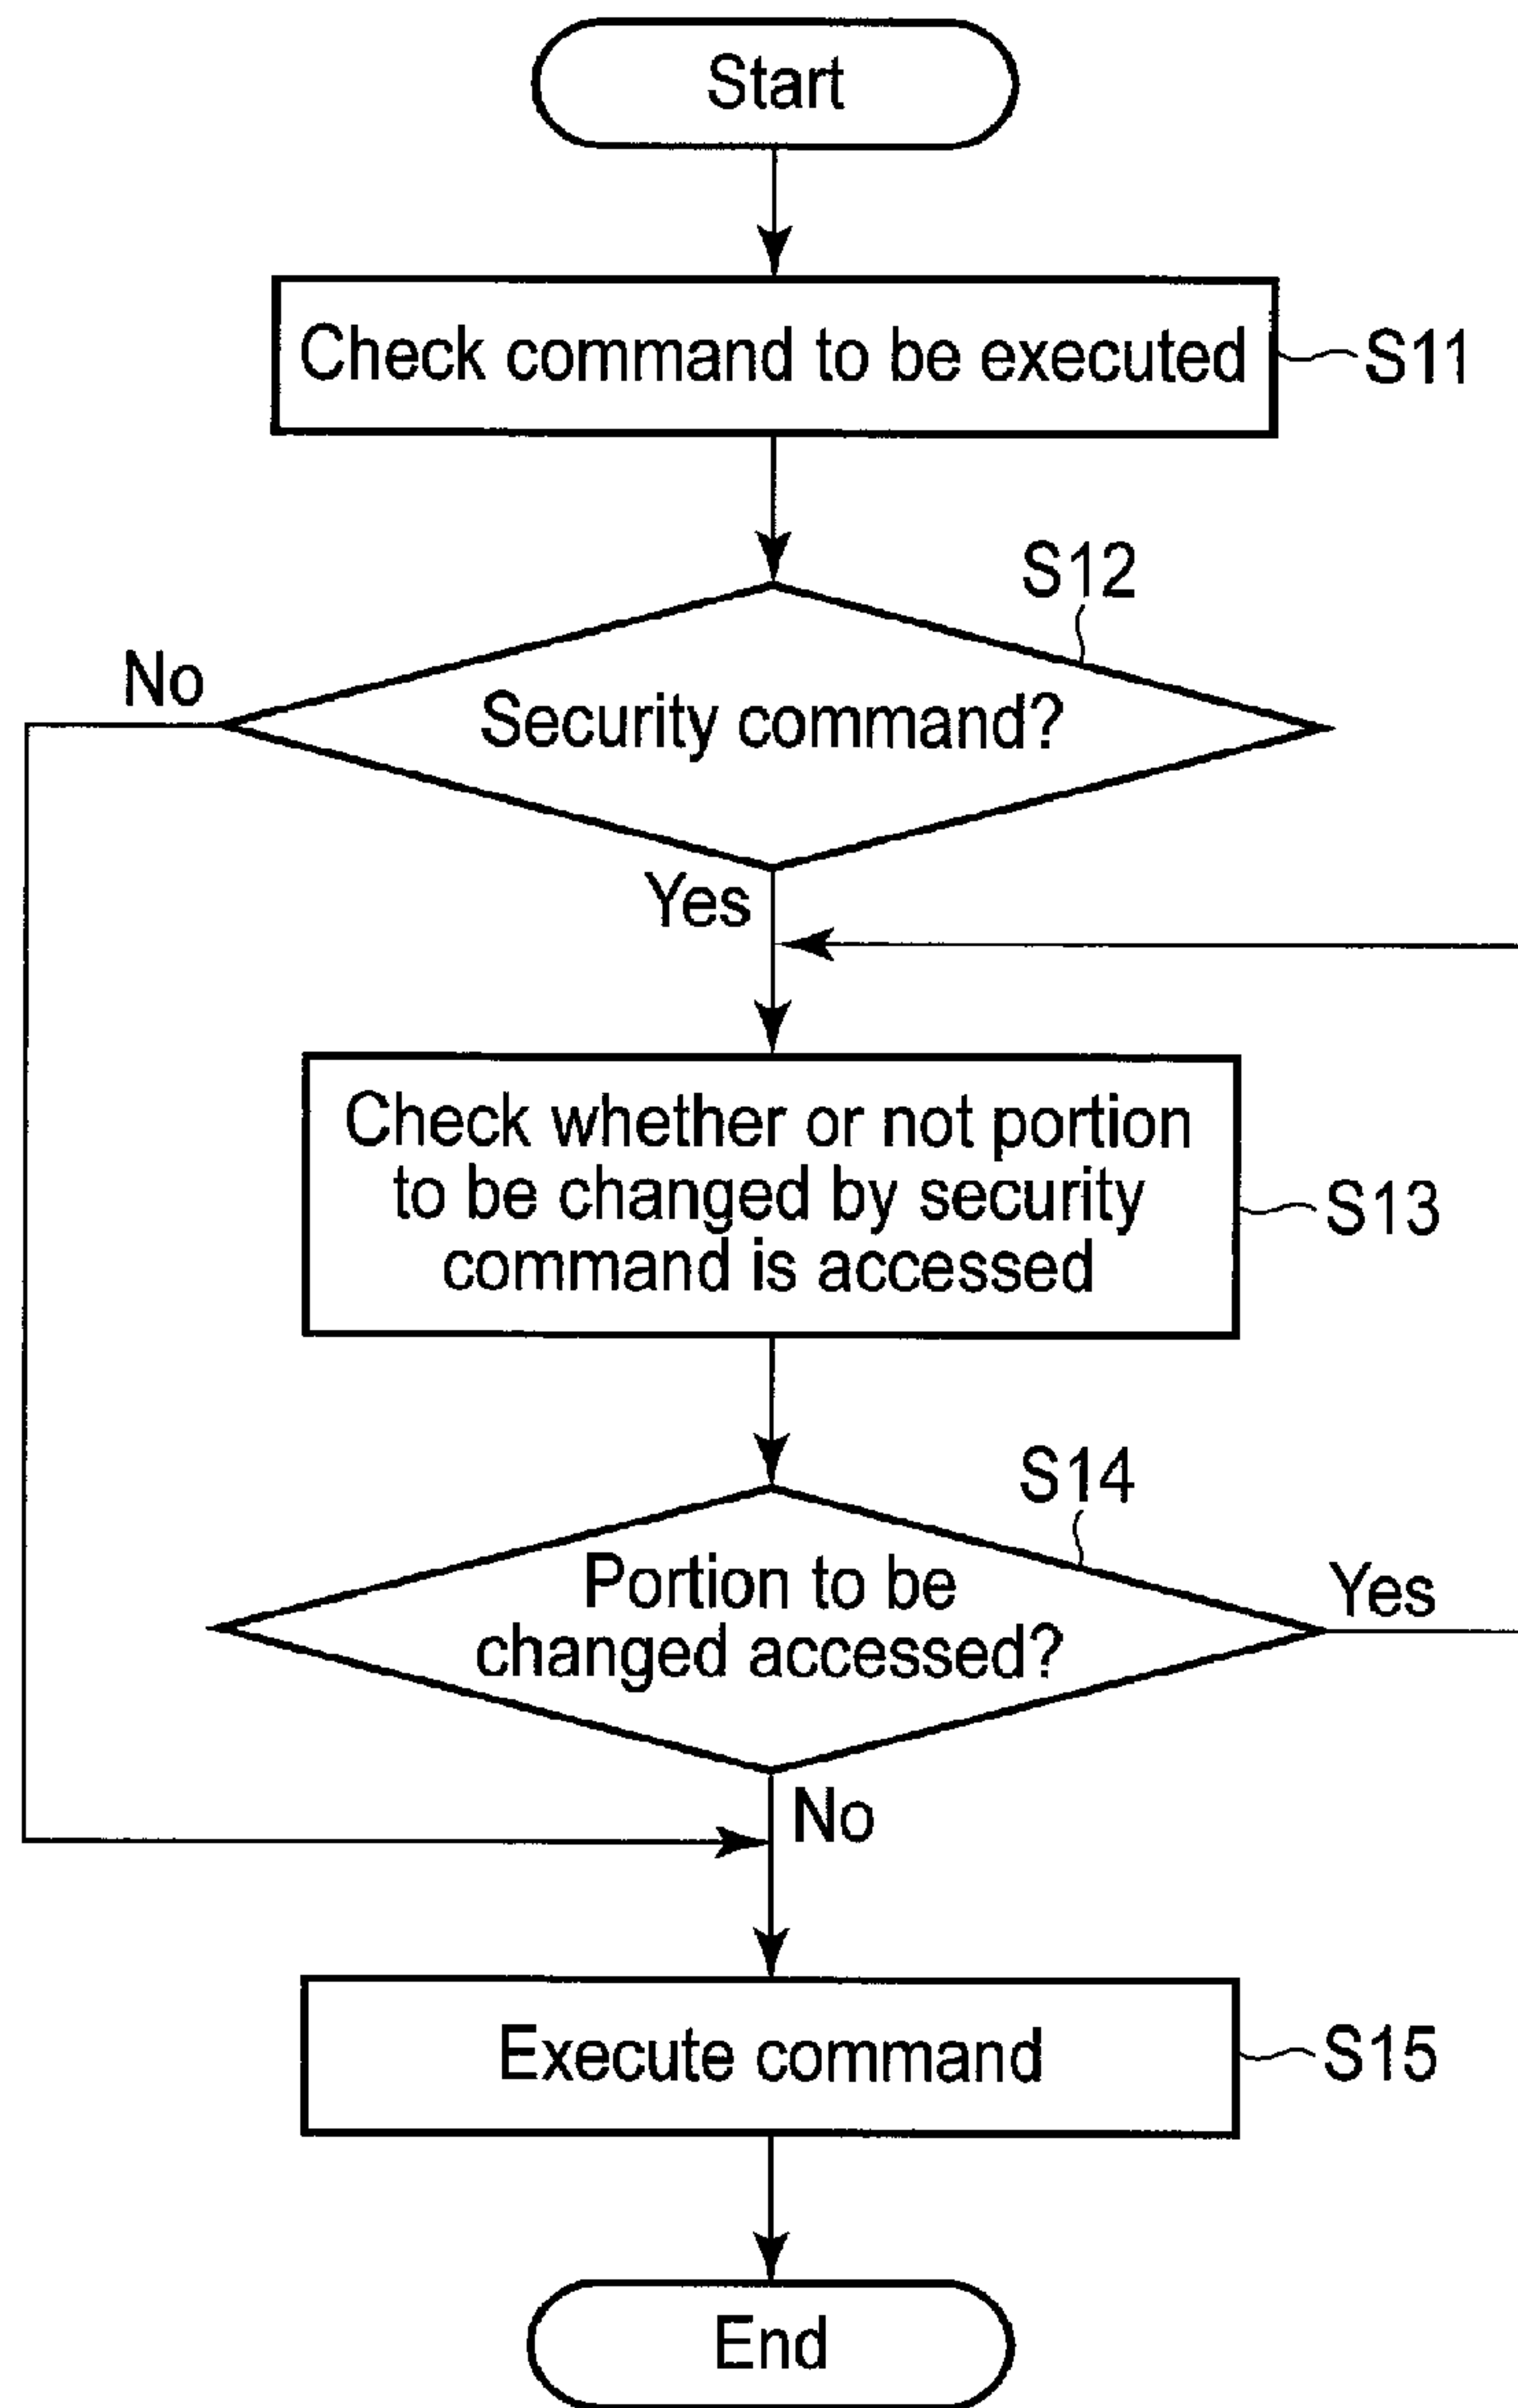 Start
Check command to be executed
S11
S12
No
Security command?
Yes
Check whether or not portion
to be changed by security
command is accessed
S13
S14
Portion to be
changed accessed?
Yes
No
Execute command
S15
End